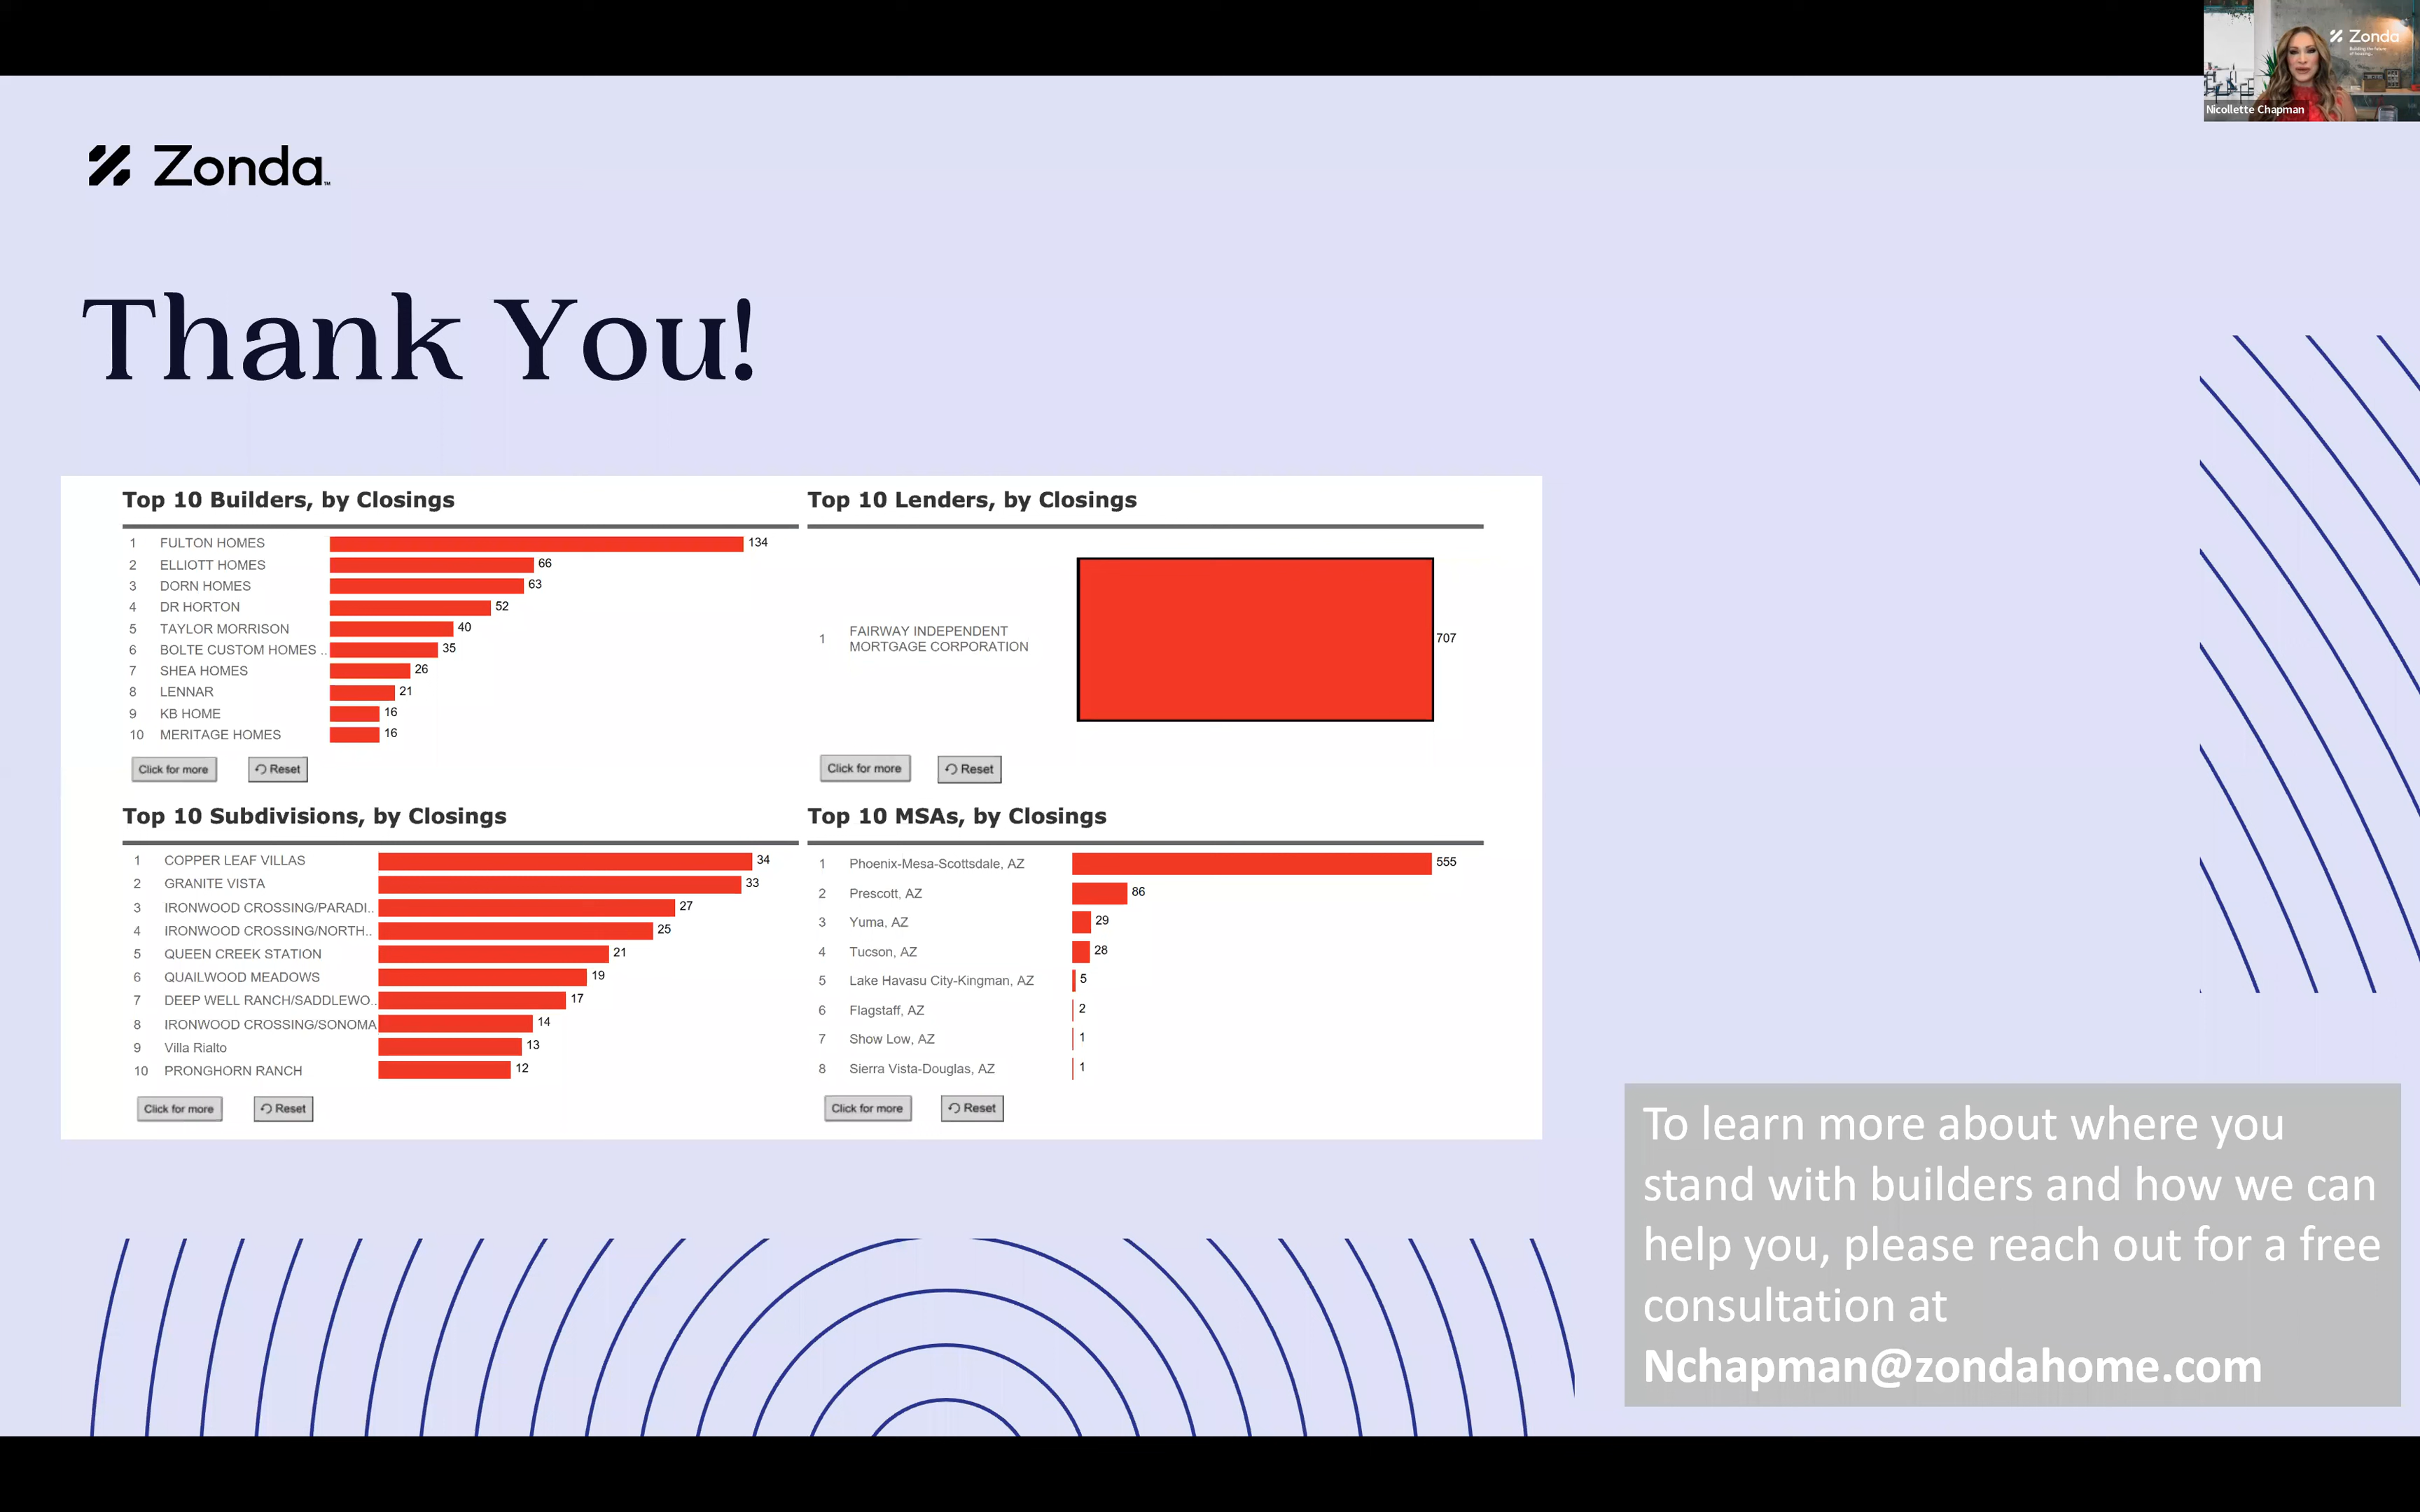 Zonda
Building the future
of housing.
Nicollette Chapman
Zonda™
Thank You!
Top 10 Builders, by Closings
1 FULTON HOMES 134
2 ELLIOTT HOMES 66
3 DORN HOMES 63
4 DR HORTON 52
5 TAYLOR MORRISON 40
6 BOLTE CUSTOM HOMES .. 35
7 SHEA HOMES 26
8 LENNAR 21
9 KB HOME 16
10 MERITAGE HOMES 16
Click for more Reset
Top 10 Lenders, by Closings
1 FAIRWAY INDEPENDENT
MORTGAGE CORPORATION 707
Click for more Reset
Top 10 Subdivisions, by Closings
1 COPPER LEAF VILLAS 34
2 GRANITE VISTA 33
3 IRONWOOD CROSSING/PARADI.. 27
4 IRONWOOD CROSSING/NORTH.. 25
5 QUEEN CREEK STATION 21
6 QUAILWOOD MEADOWS 19
7 DEEP WELL RANCH/SADDLEWO.. 17
8 IRONWOOD CROSSING/SONOMA 14
9 Villa Rialto 13
10 PRONGHORN RANCH 12
Click for more Reset
Top 10 MSAs, by Closings
1 Phoenix-Mesa-Scottsdale, AZ 555
2 Prescott, AZ 86
3 Yuma, AZ 29
4 Tucson, AZ 28
5 Lake Havasu City-Kingman, AZ 5
6 Flagstaff, AZ 2
7 Show Low, AZ 1
8 Sierra Vista-Douglas, AZ 1
Click for more Reset
To learn more about where you
stand with builders and how we can
help you, please reach out for a free
consultation at
Nchapman@zondahome.com